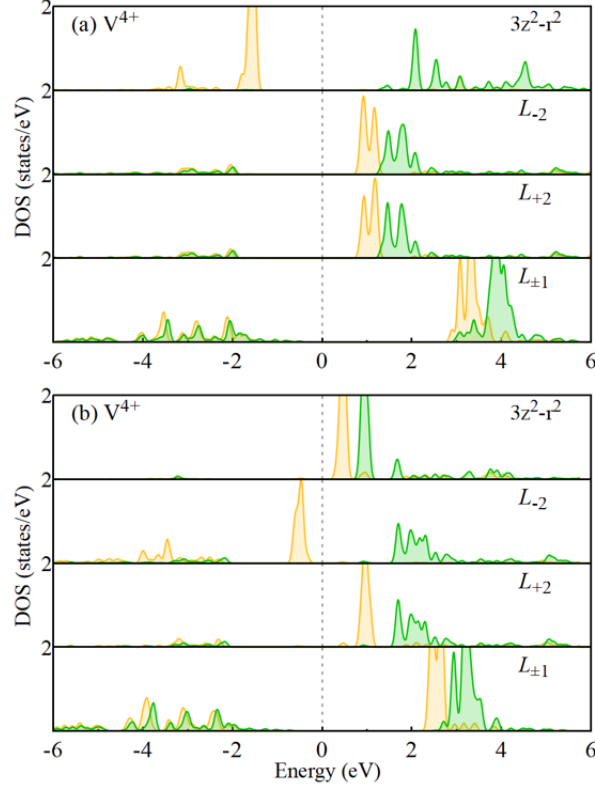 (a) V⁴⁺
3z²-r²
2
L₋₂
2
L₊₂
2
L±₁
2
DOS (states/eV)
-6 -4 -2 0 2 4 6
(b) V⁴⁺
3z²-r²
2
L₋₂
2
L₊₂
2
L±₁
2
DOS (states/eV)
-6 -4 -2 0 2 4 6
Energy (eV)